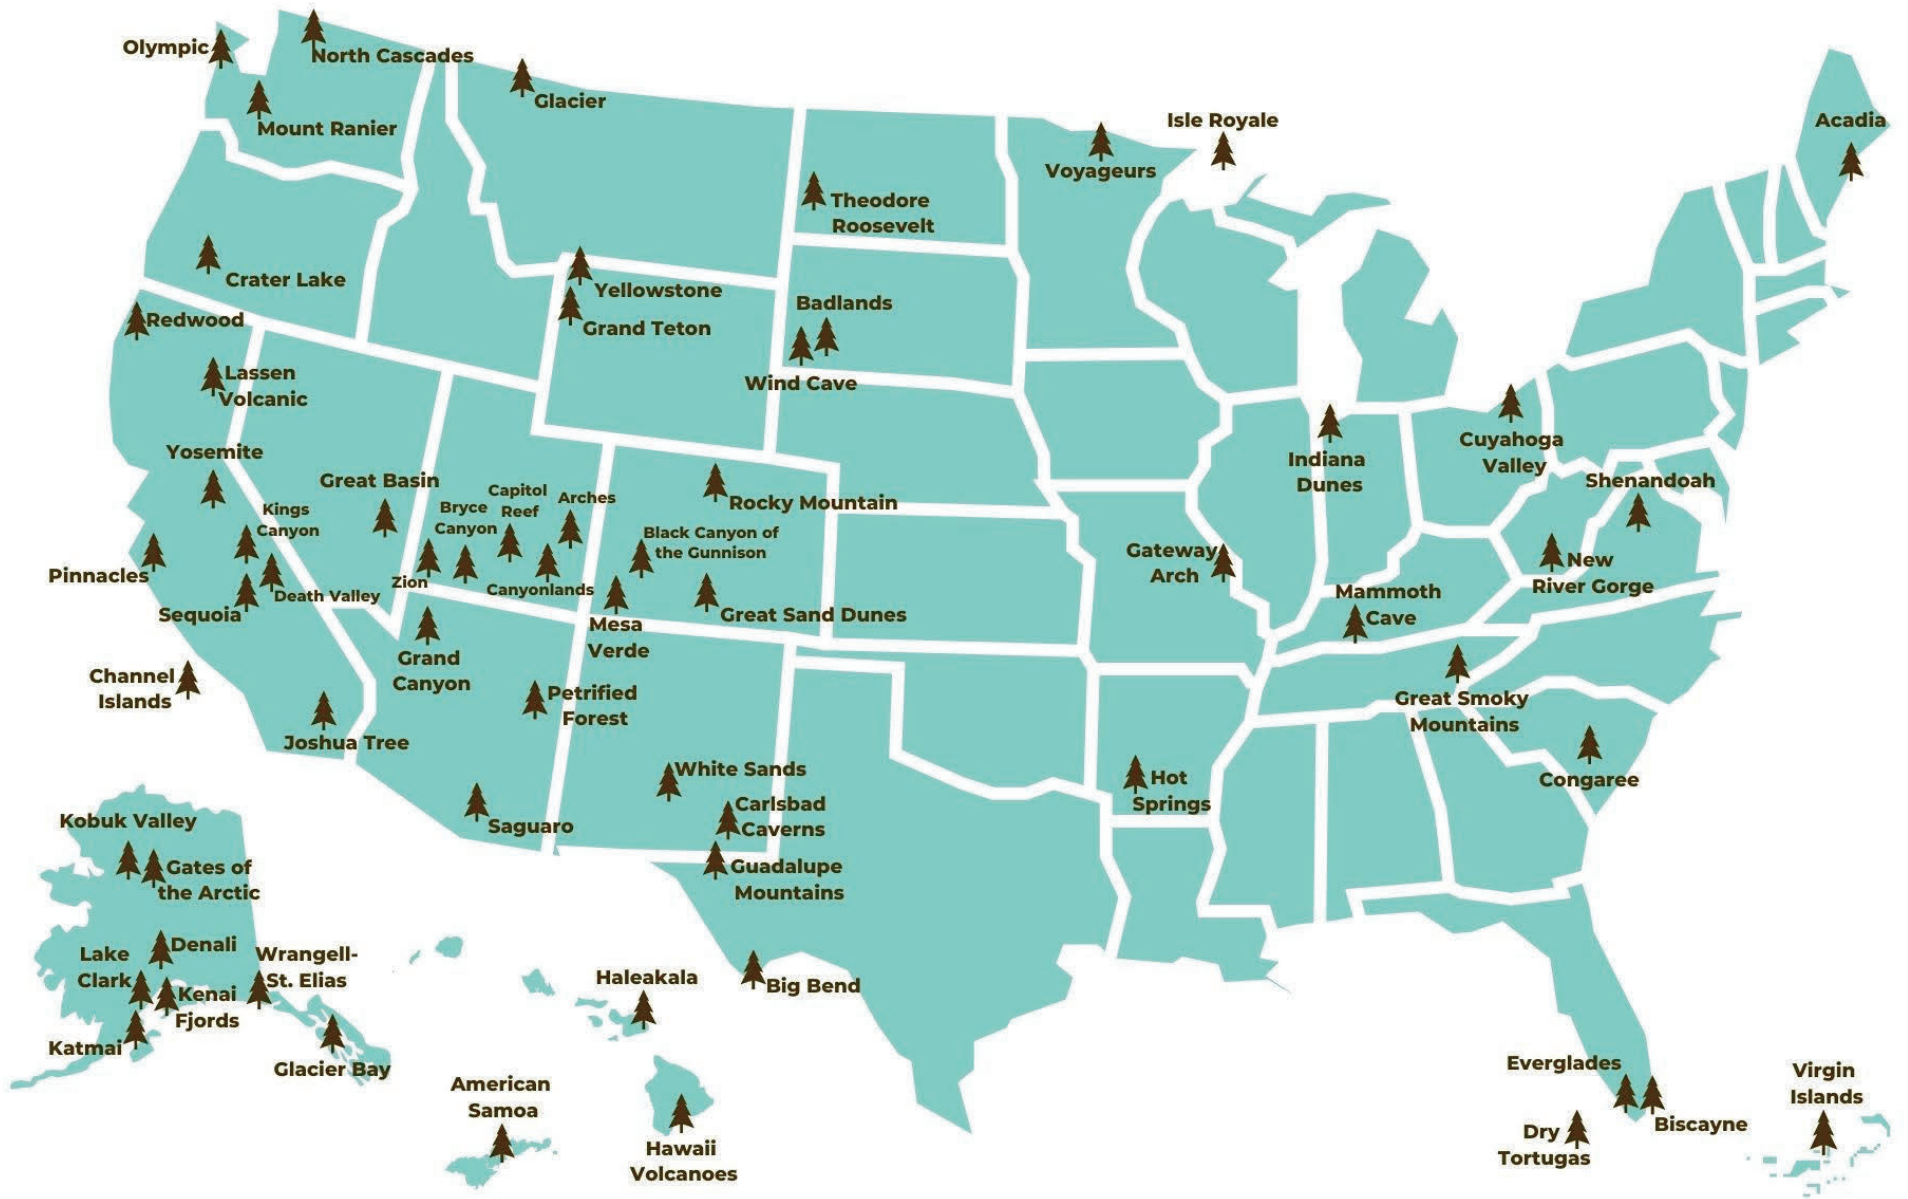 Olympic
North Cascades
Mount Ranier
Glacier
Isle Royale
Acadia
Voyageurs
Theodore
Roosevelt
Crater Lake
Redwood
Yellowstone
Grand Teton
Badlands
Wind Cave
Lassen
Volcanic
Yosemite
Great Basin
Kings
Canyon
Bryce
Canyon
Capitol
Reef
Arches
Rocky Mountain
Black Canyon of
the Gunnison
Indiana
Dunes
Cuyahoga
Valley
Shenandoah
Pinnacles
Sequoia
Death Valley
Zion
Canyonlands
Great Sand Dunes
Gateway
Arch
Mammoth
Cave
New
River Gorge
Mesa
Verde
Grand
Canyon
Channel
Islands
Petrified
Forest
Great Smoky
Mountains
Joshua Tree
White Sands
Hot
Springs
Congaree
Saguaro
Carlsbad
Caverns
Guadalupe
Mountains
Kobuk Valley
Gates of
the Arctic
Denali
Lake
Clark
Wrangell-
St. Elias
Kenai
Fjords
Katmai
Glacier Bay
Haleakala
Big Bend
American
Samoa
Hawaii
Volcanoes
Everglades
Biscayne
Dry
Tortugas
Virgin
Islands